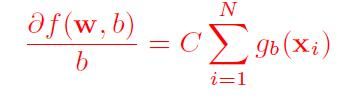 ∂f(w, b) / b = C ∑_{i=1}^{N} g_b(x_i)